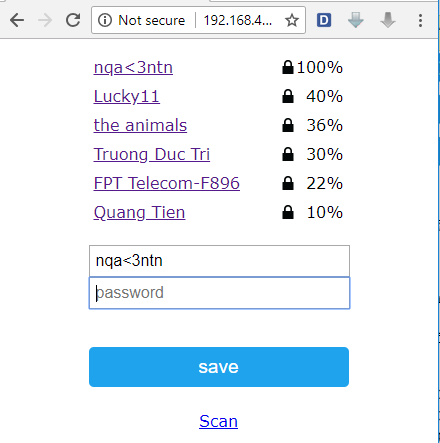 Not secure | 192.168.4...
nqa<3ntn 100%
Lucky11 40%
the animals 36%
Truong Duc Tri 30%
FPT Telecom-F896 22%
Quang Tien 10%
nqa<3ntn
password
save
Scan